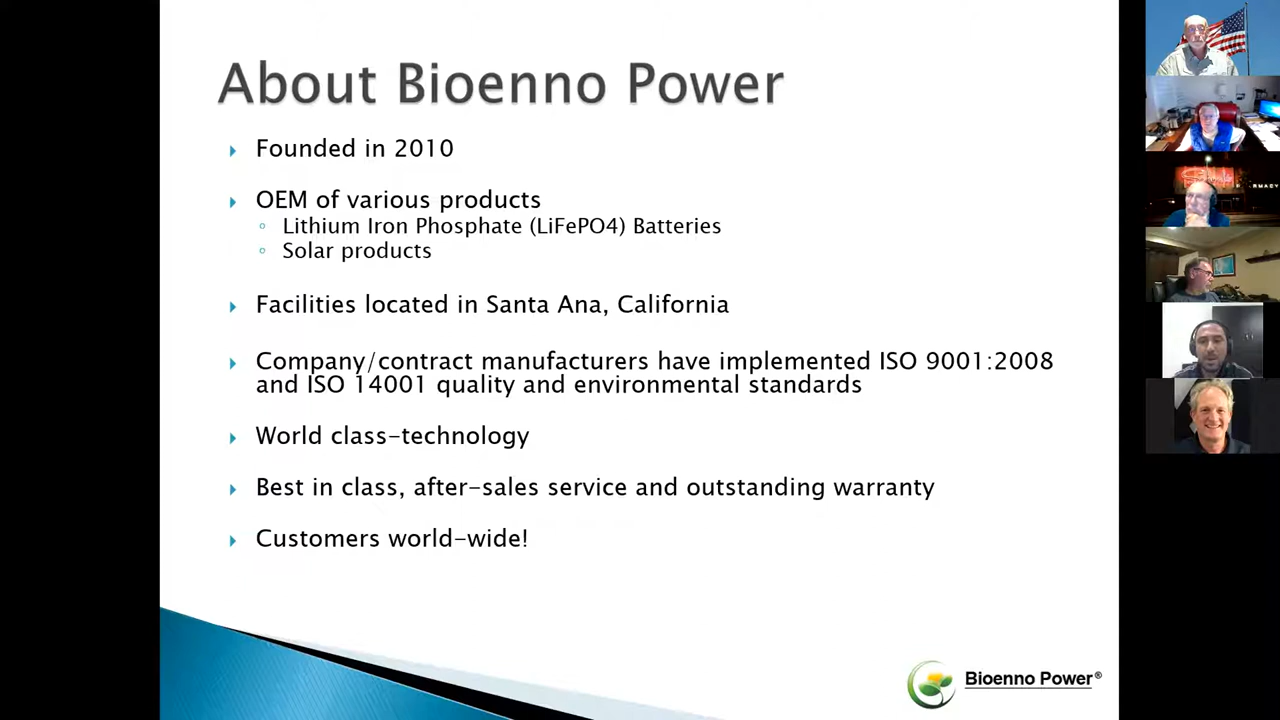 About Bioenno Power
Founded in 2010
OEM of various products
Lithium Iron Phosphate (LiFePO4) Batteries
Solar products
Facilities located in Santa Ana, California
Company/contract manufacturers have implemented ISO 9001:2008
and ISO 14001 quality and environmental standards
World class-technology
Best in class, after-sales service and outstanding warranty
Customers world-wide!
Bioenno Power®